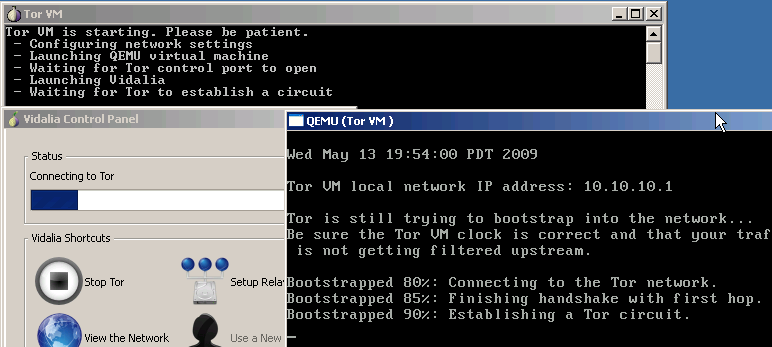 Tor VM
Tor VM is starting. Please be patient.
- Configuring network settings
- Launching QEMU virtual machine
- Waiting for Tor control port to open
- Launching Vidalia
- Waiting for Tor to establish a circuit
Vidalia Control Panel
Status
Connecting to Tor
Vidalia Shortcuts
Stop Tor
Setup Rela
View the Network
Use a New
QEMU (Tor VM )
Wed May 13 19:54:00 PDT 2009
Tor VM local network IP address: 10.10.10.1
Tor is still trying to bootstrap into the network...
Be sure the Tor VM clock is correct and that your traf
is not getting filtered upstream.
Bootstrapped 80%: Connecting to the Tor network.
Bootstrapped 85%: Finishing handshake with first hop.
Bootstrapped 90%: Establishing a Tor circuit.